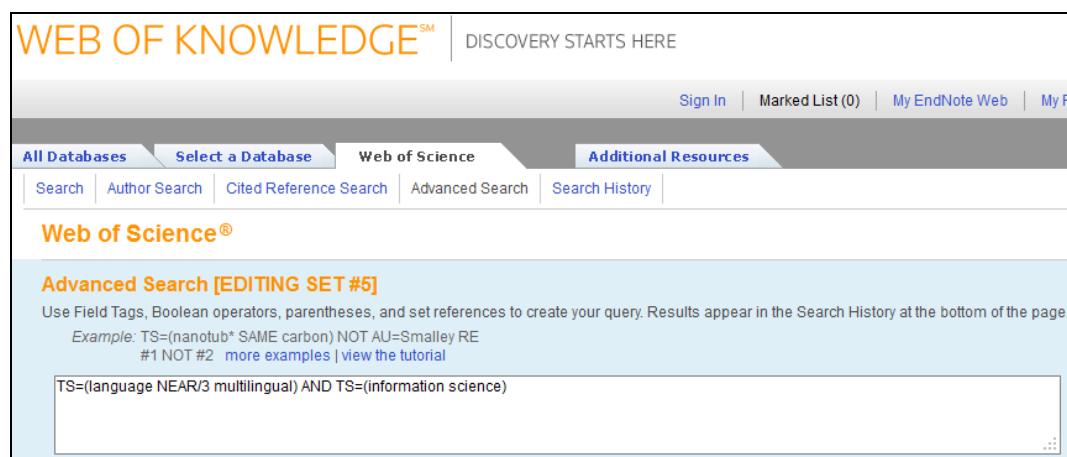 WEB OF KNOWLEDGE℠ DISCOVERY STARTS HERE
Sign In Marked List (0) My EndNote Web My
All Databases Select a Database Web of Science Additional Resources
Search Author Search Cited Reference Search Advanced Search Search History
Web of Science®
Advanced Search [EDITING SET #5]
Use Field Tags, Boolean operators, parentheses, and set references to create your query. Results appear in the Search History at the bottom of the page
Example: TS=(nanotub* SAME carbon) NOT AU=Smalley RE
#1 NOT #2 more examples | view the tutorial
TS=(language NEAR/3 multilingual) AND TS=(information science)